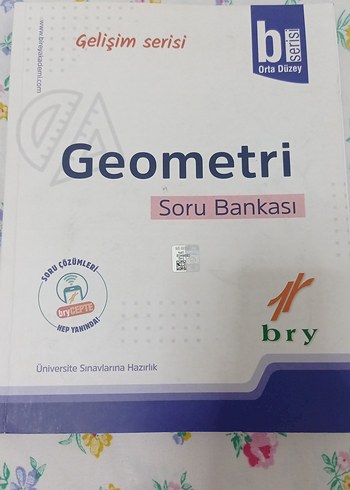 Gelişim serisi
b serisi
Orta Düzey
www.bireyakademi.com
Geometri
Soru Bankası
SORU ÇÖZÜMLERİ
bryCEPTE
HEP YANINDA!
bry
Üniversite Sınavlarına Hazırlık